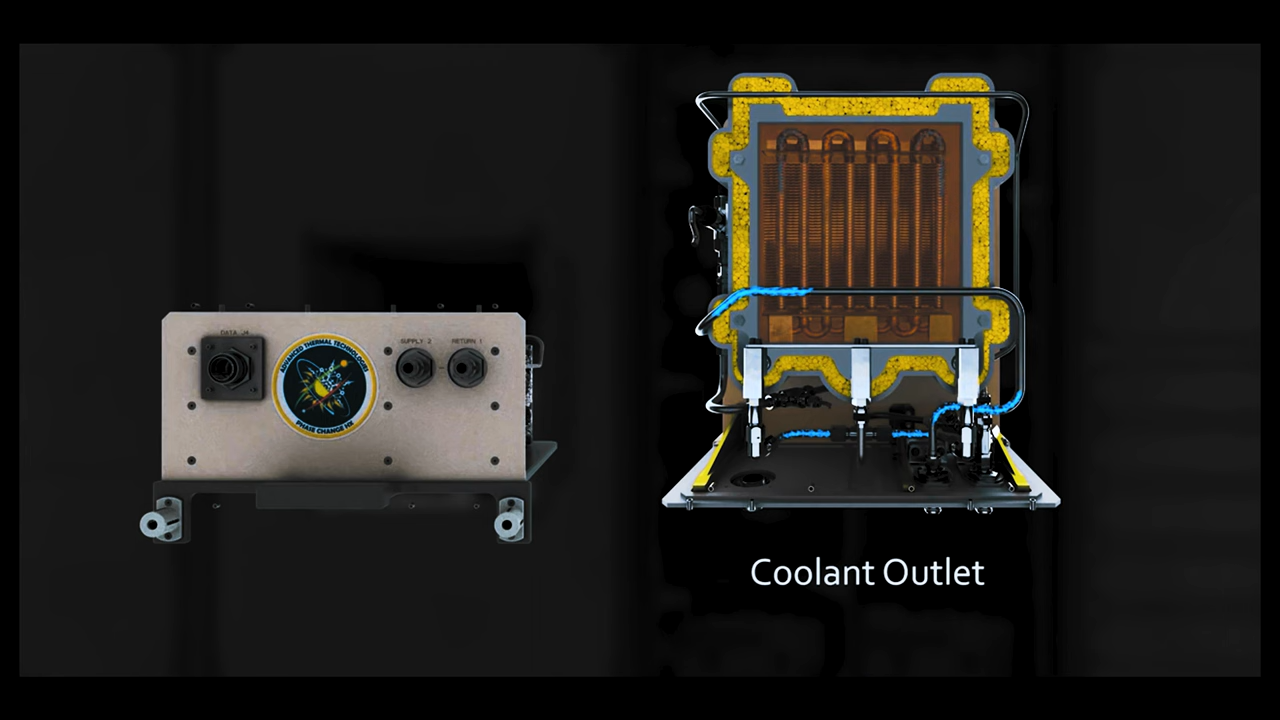 DATA J4
SUPPLY 2
RETURN 1
ADVANCED THERMAL TECHNOLOGIES
PHASE CHANGE HX
Coolant Outlet